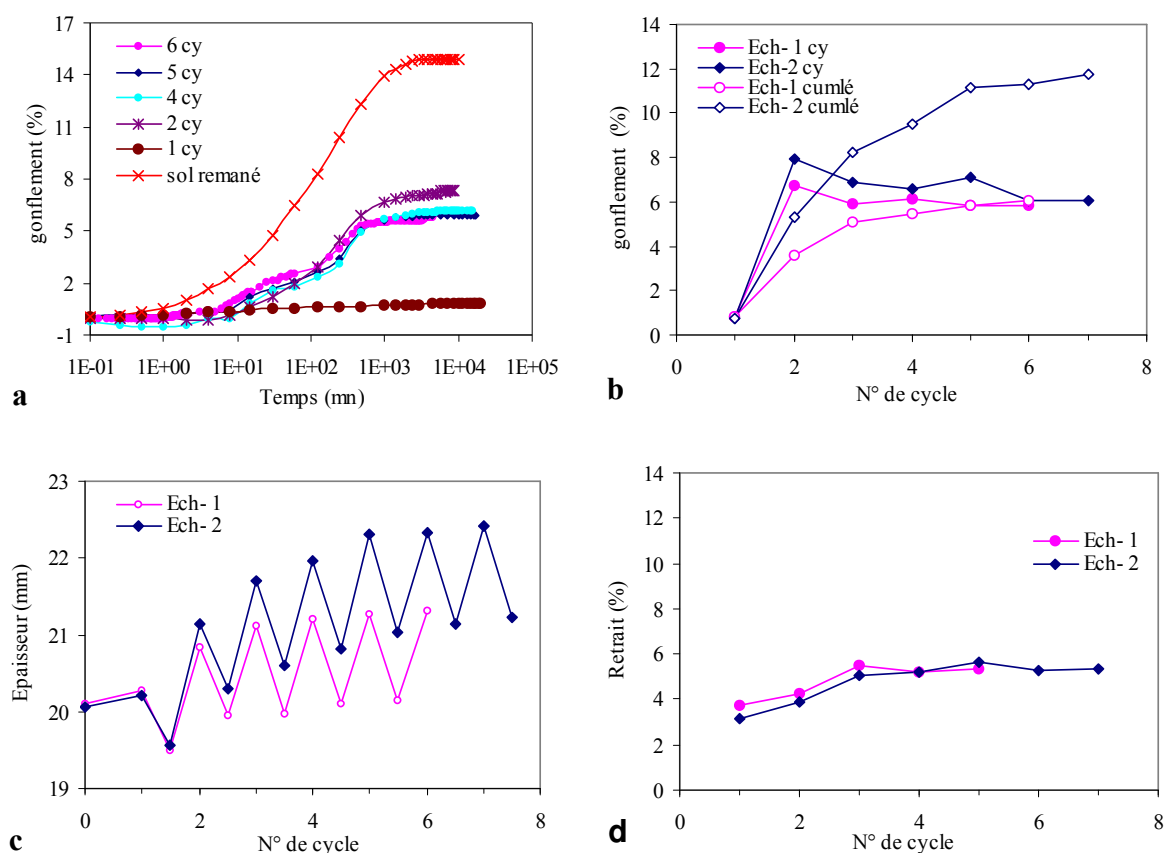 17
14
11
8
5
2
-1
gonflement (%)
6 cy
5 cy
4 cy
2 cy
1 cy
sol remané
1E-01 1E+00 1E+01 1E+02 1E+03 1E+04 1E+05
Temps (mn)
a
14
12
10
8
6
4
2
0
gonflement (%)
Ech- 1 cy
Ech-2 cy
Ech-1 cumlé
Ech- 2 cumlé
0 2 4 6 8
N° de cycle
b
23
22
21
20
19
Epaisseur (mm)
Ech- 1
Ech- 2
0 2 4 6 8
N° de cycle
c
14
12
10
8
6
4
2
0
Retrait (%)
Ech- 1
Ech- 2
0 2 4 6 8
N° de cycle
d